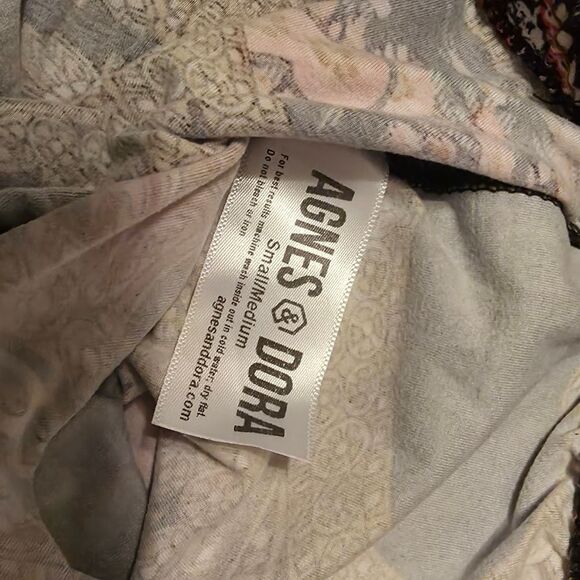 AGNES & DORA
Small/Medium
For best results machine wash inside out in cold water; dry flat.
Do not bleach or iron
agnesanddora.com